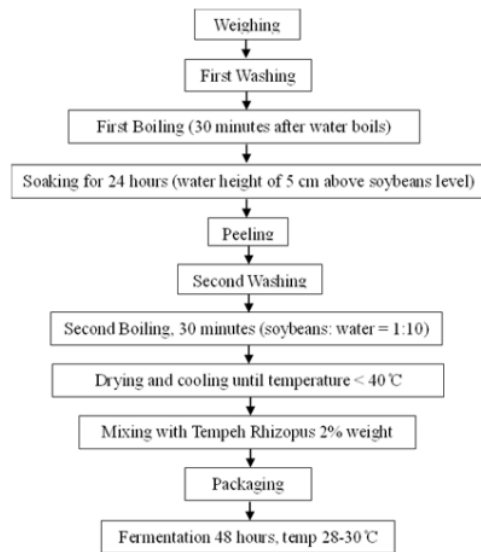 Weighing
First Washing
First Boiling (30 minutes after water boils)
Soaking for 24 hours (water height of 5 cm above soybeans level)
Peeling
Second Washing
Second Boiling, 30 minutes (soybeans: water = 1:10)
Drying and cooling until temperature < 40℃
Mixing with Tempeh Rhizopus 2% weight
Packaging
Fermentation 48 hours, temp 28-30℃